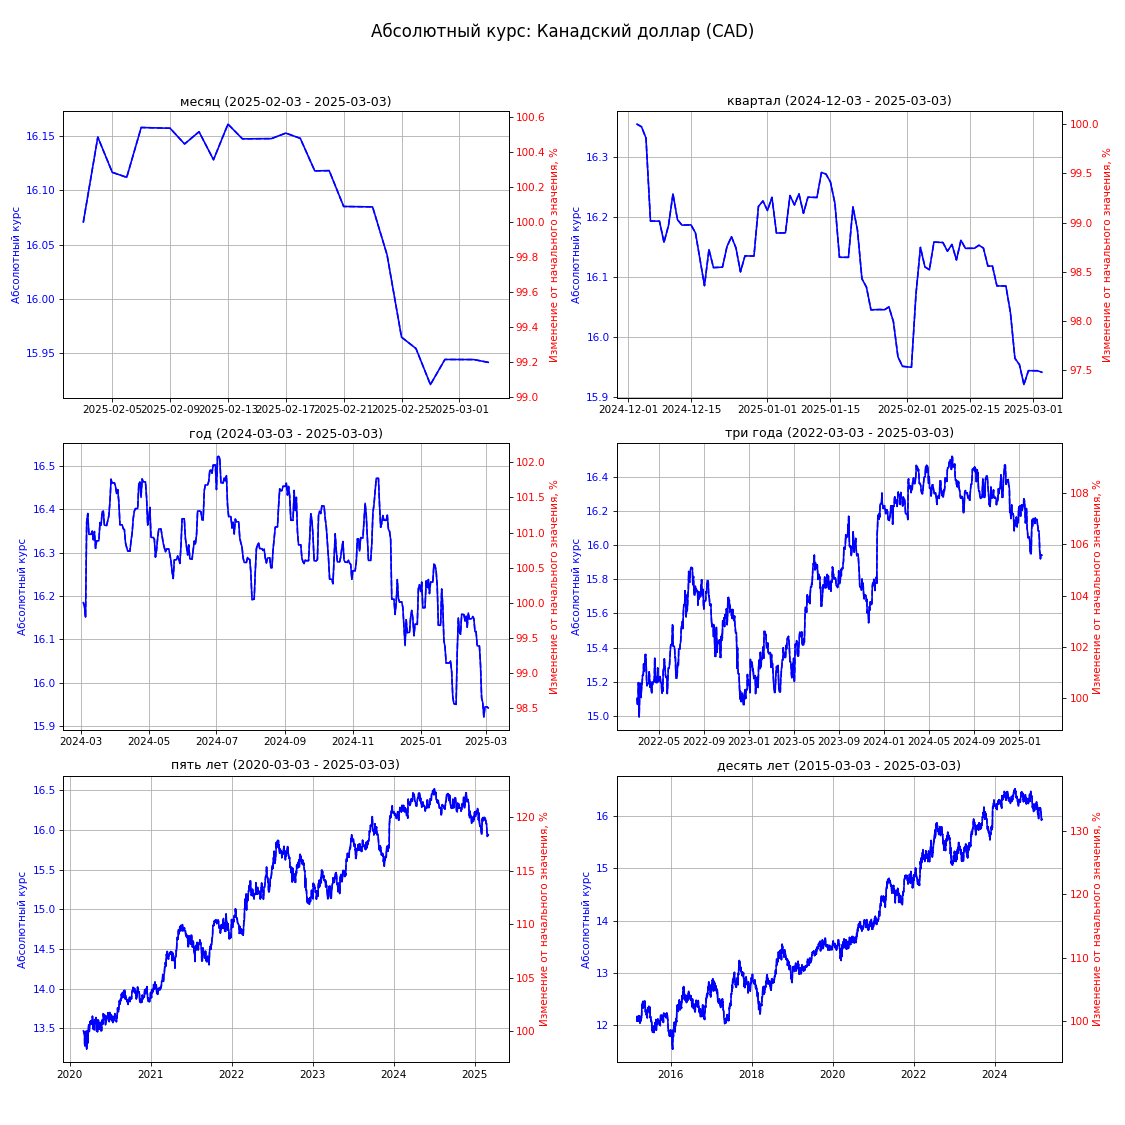 Абсолютный курс: Канадский доллар (CAD)
месяц (2025-02-03 - 2025-03-03)
Абсолютный курс
16.15
16.10
16.05
16.00
15.95
100.6
100.4
100.2
100.0
99.8
99.6
99.4
99.2
99.0
Изменение от начального значения, %
2025-02-05 2025-02-09 2025-02-13 2025-02-17 2025-02-21 2025-02-25 2025-03-01
квартал (2024-12-03 - 2025-03-03)
Абсолютный курс
16.3
16.2
16.1
16.0
15.9
100.0
99.5
99.0
98.5
98.0
97.5
Изменение от начального значения, %
2024-12-01 2024-12-15 2025-01-01 2025-01-15 2025-02-01 2025-02-15 2025-03-01
год (2024-03-03 - 2025-03-03)
Абсолютный курс
16.5
16.4
16.3
16.2
16.1
16.0
15.9
102.0
101.5
101.0
100.5
100.0
99.5
99.0
98.5
Изменение от начального значения, %
2024-03 2024-05 2024-07 2024-09 2024-11 2025-01 2025-03
три года (2022-03-03 - 2025-03-03)
Абсолютный курс
16.4
16.2
16.0
15.8
15.6
15.4
15.2
15.0
108
106
104
102
100
Изменение от начального значения, %
2022-05 2022-09 2023-01 2023-05 2023-09 2024-01 2024-05 2024-09 2025-01
пять лет (2020-03-03 - 2025-03-03)
Абсолютный курс
16.5
16.0
15.5
15.0
14.5
14.0
13.5
120
115
110
105
100
Изменение от начального значения, %
2020 2021 2022 2023 2024 2025
десять лет (2015-03-03 - 2025-03-03)
Абсолютный курс
16
15
14
13
12
130
120
110
100
Изменение от начального значения, %
2016 2018 2020 2022 2024